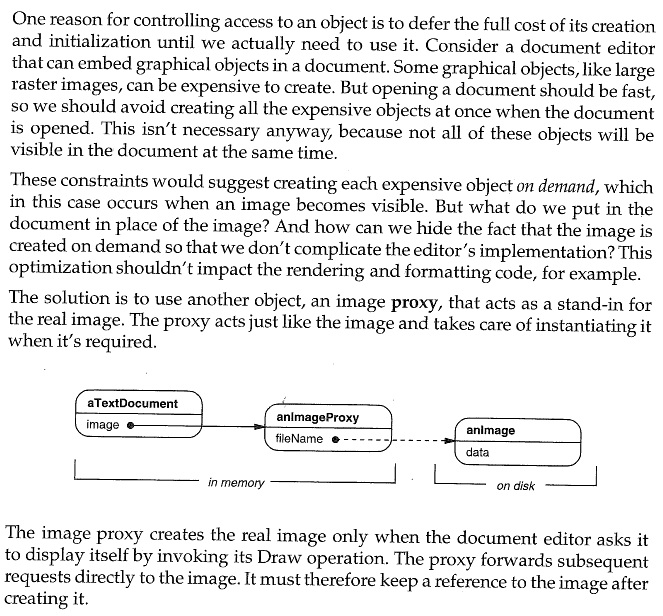 One reason for controlling access to an object is to defer the full cost of its creation
and initialization until we actually need to use it. Consider a document editor
that can embed graphical objects in a document. Some graphical objects, like large
raster images, can be expensive to create. But opening a document should be fast,
so we should avoid creating all the expensive objects at once when the document
is opened. This isn't necessary anyway, because not all of these objects will be
visible in the document at the same time.
These constraints would suggest creating each expensive object on demand, which
in this case occurs when an image becomes visible. But what do we put in the
document in place of the image? And how can we hide the fact that the image is
created on demand so that we don't complicate the editor's implementation? This
optimization shouldn't impact the rendering and formatting code, for example.
The solution is to use another object, an image proxy, that acts as a stand-in for
the real image. The proxy acts just like the image and takes care of instantiating it
when it's required.
aTextDocument
image
anImageProxy
fileName
anImage
data
in memory
on disk
The image proxy creates the real image only when the document editor asks it
to display itself by invoking its Draw operation. The proxy forwards subsequent
requests directly to the image. It must therefore keep a reference to the image after
creating it.